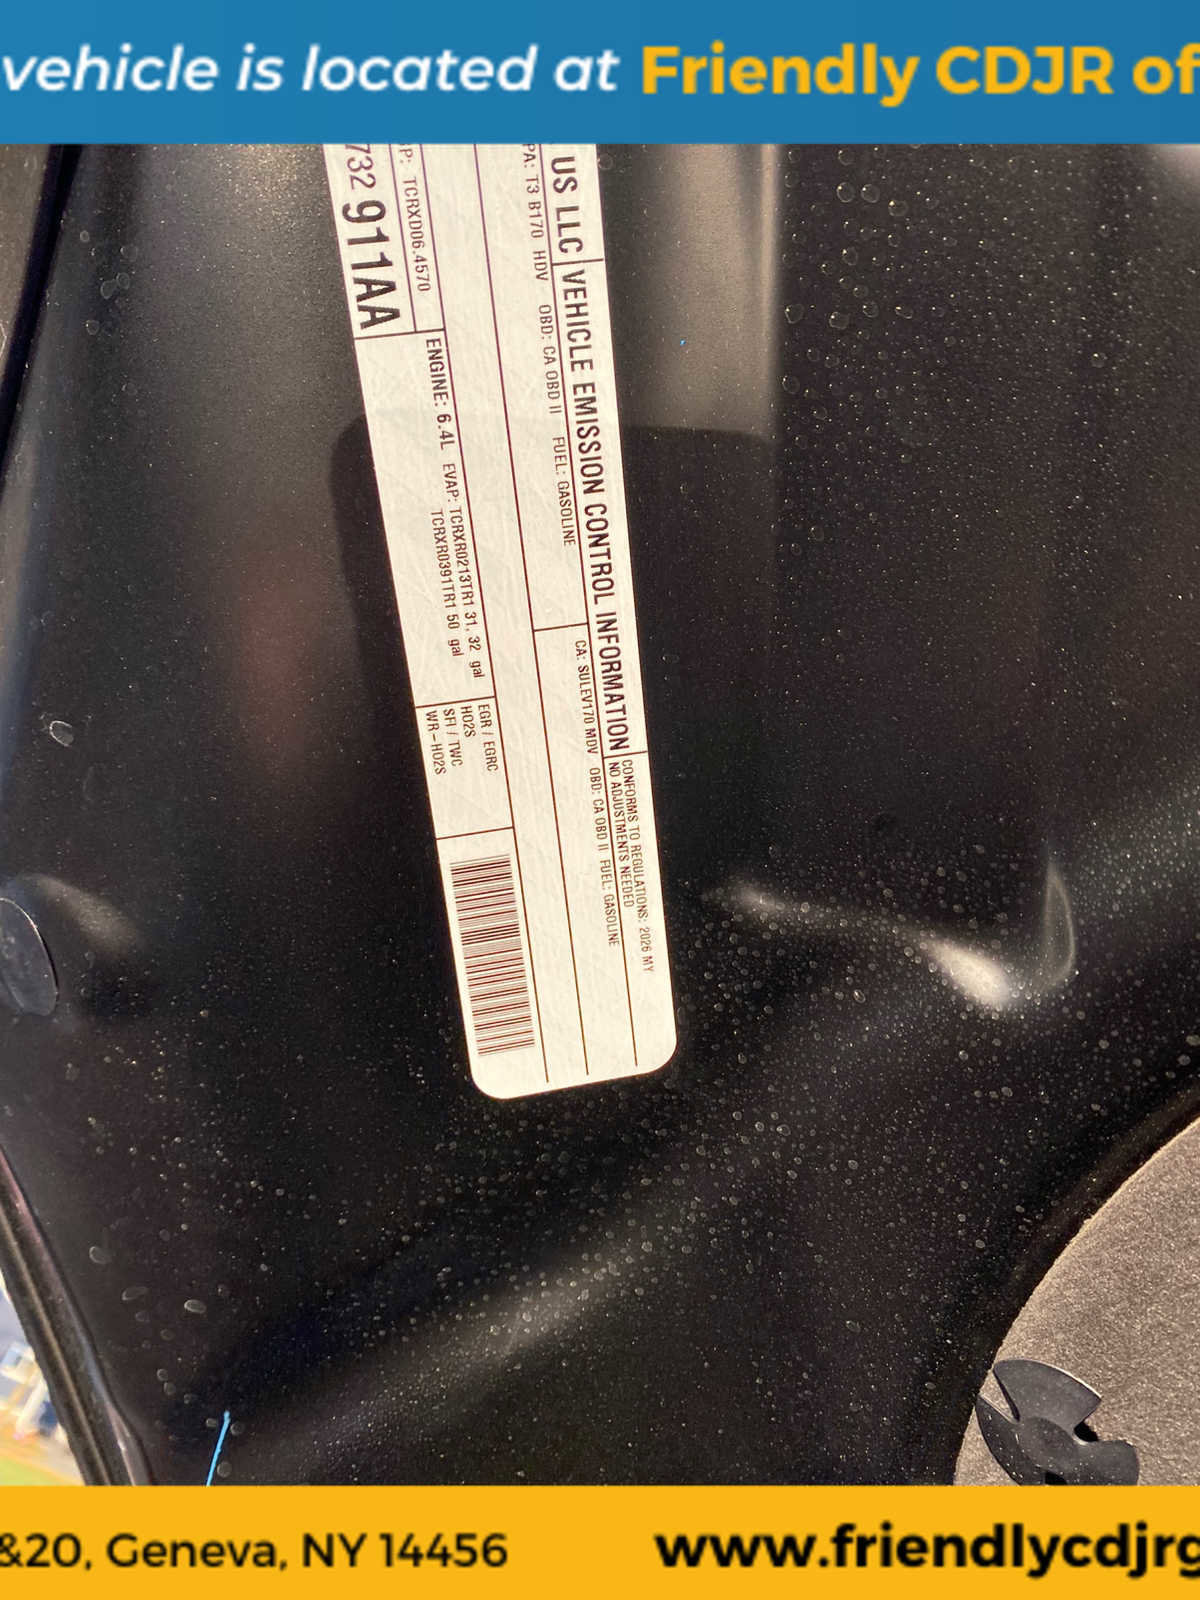 vehicle is located at Friendly CDJR of
US LLC VEHICLE EMISSION CONTROL INFORMATION
CONFORMS TO REGULATIONS: 2026 MY
NO ADJUSTMENTS NEEDED
PA: T3 B170 HDV OBD: CA OBD II FUEL: GASOLINE
CA: SULEV170 MDV OBD: CA OBD II FUEL: GASOLINE
P: TCRXD06.4570
732 911AA
ENGINE: 6.4L EVAP: TCRXR0213TR1 31, 32 gal
TCRXR0391TR1 50 gal
EGR / EGRC
HO2S
SFI / TWC
WR-HO2S
&20, Geneva, NY 14456
www.friendlycdjrg